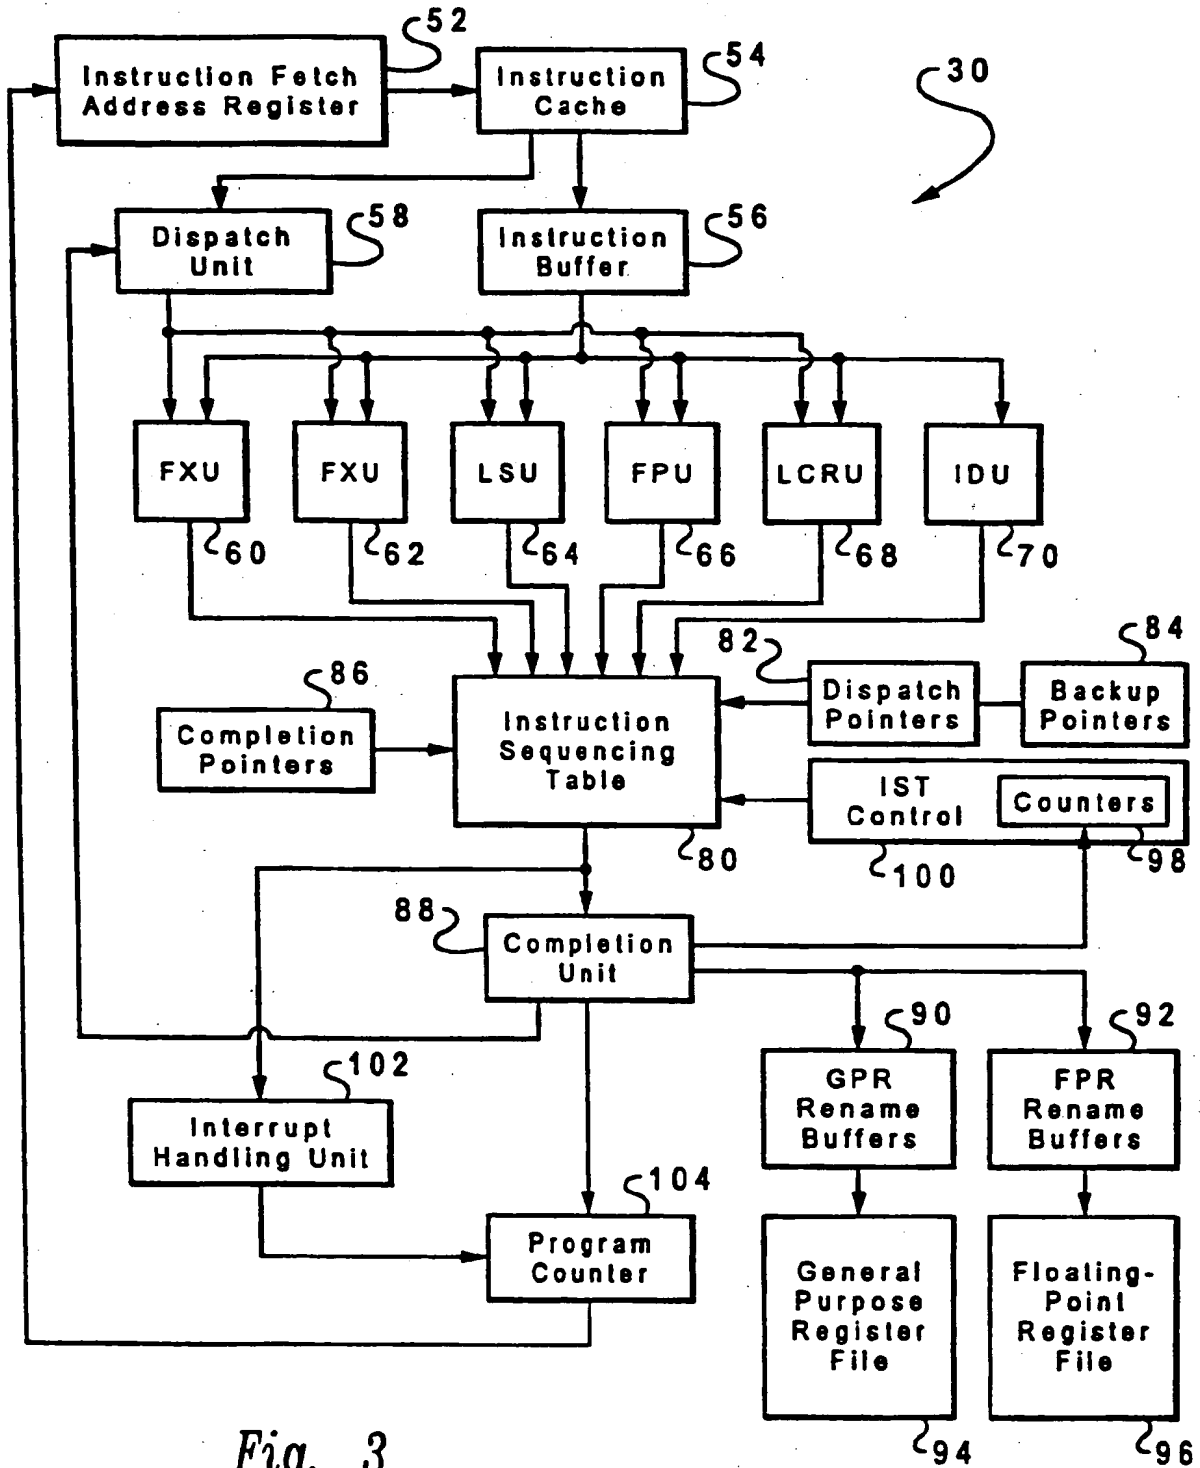 52
Instruction Fetch
Address Register
Instruction
Cache
54
30
58
Dispatch
Unit
Instruction
Buffer
56
FXU
FXU
LSU
FPU
LCRU
IDU
60
62
64
66
68
70
82
84
86
Completion
Pointers
Instruction
Sequencing
Table
Dispatch
Pointers
Backup
Pointers
IST
Control
Counters
80
100
98
88
Completion
Unit
90
92
102
GPR
Rename
Buffers
FPR
Rename
Buffers
Interrupt
Handling Unit
104
Program
Counter
General
Purpose
Register
File
Floating-
Point
Register
File
94
96
Fig. 3